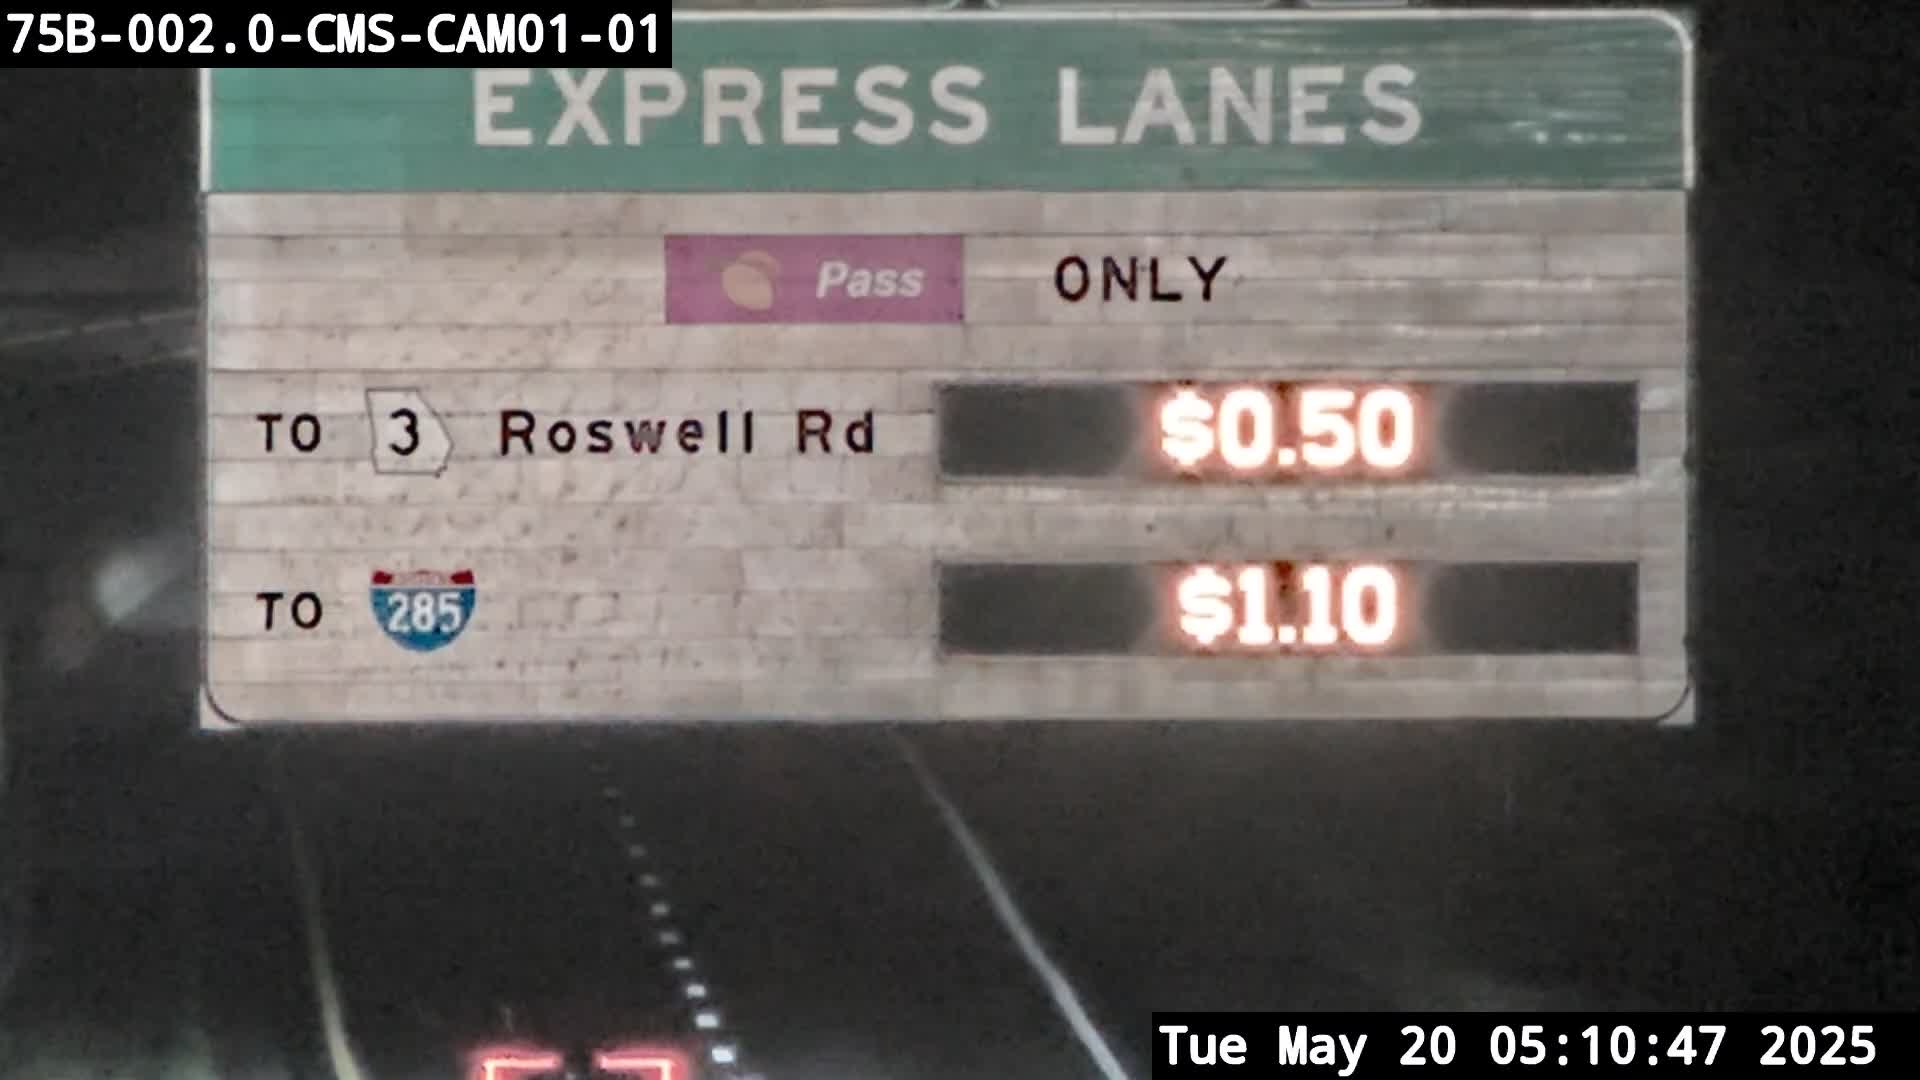 75B-002.0-CMS-CAM01-01
EXPRESS LANES
Pass ONLY
TO 3 Roswell Rd $0.50
TO 285 $1.10
Tue May 20 05:10:47 2025